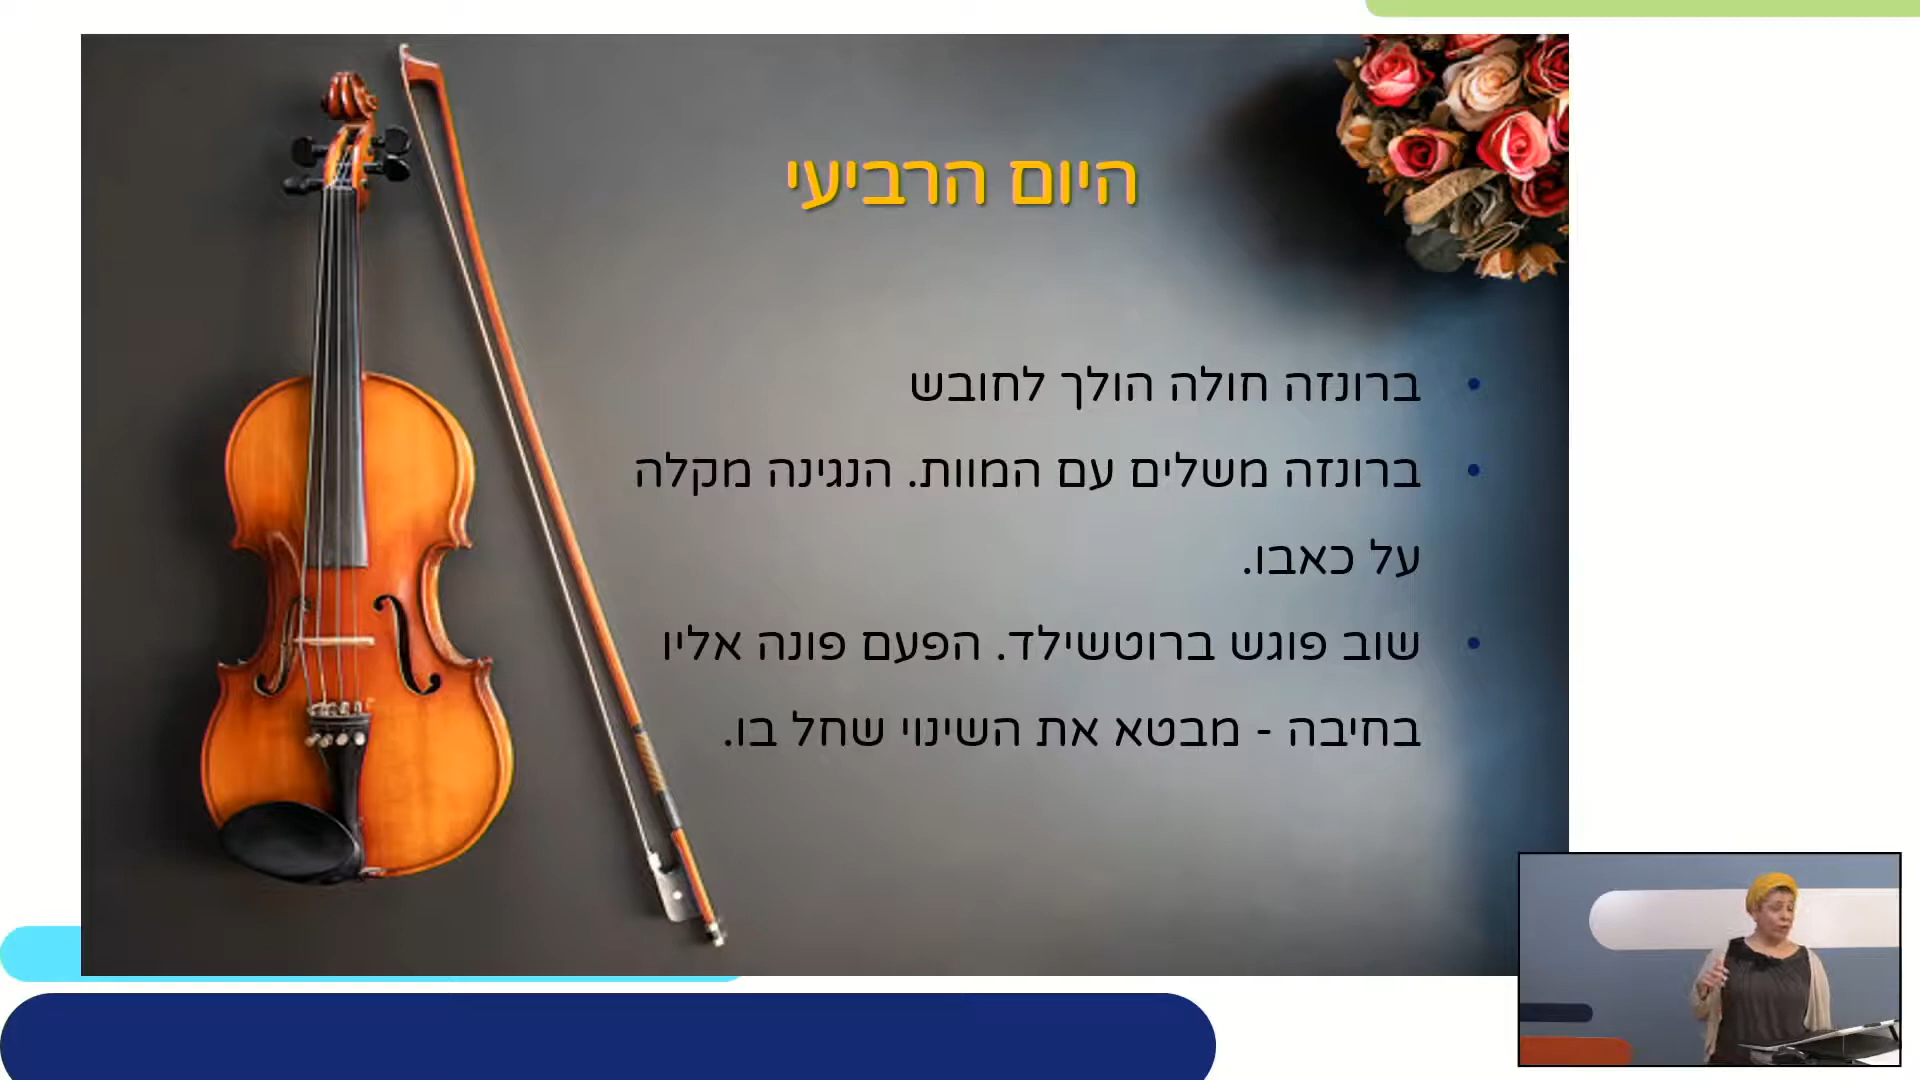 היום הרביעי
• ברונזה חולה הולך לחובש
• ברונזה משלים עם המוות. הנגינה מקלה
על כאבו.
• שוב פוגש ברוטשילד. הפעם פונה אליו
בחיבה - מבטא את השינוי שחל בו.